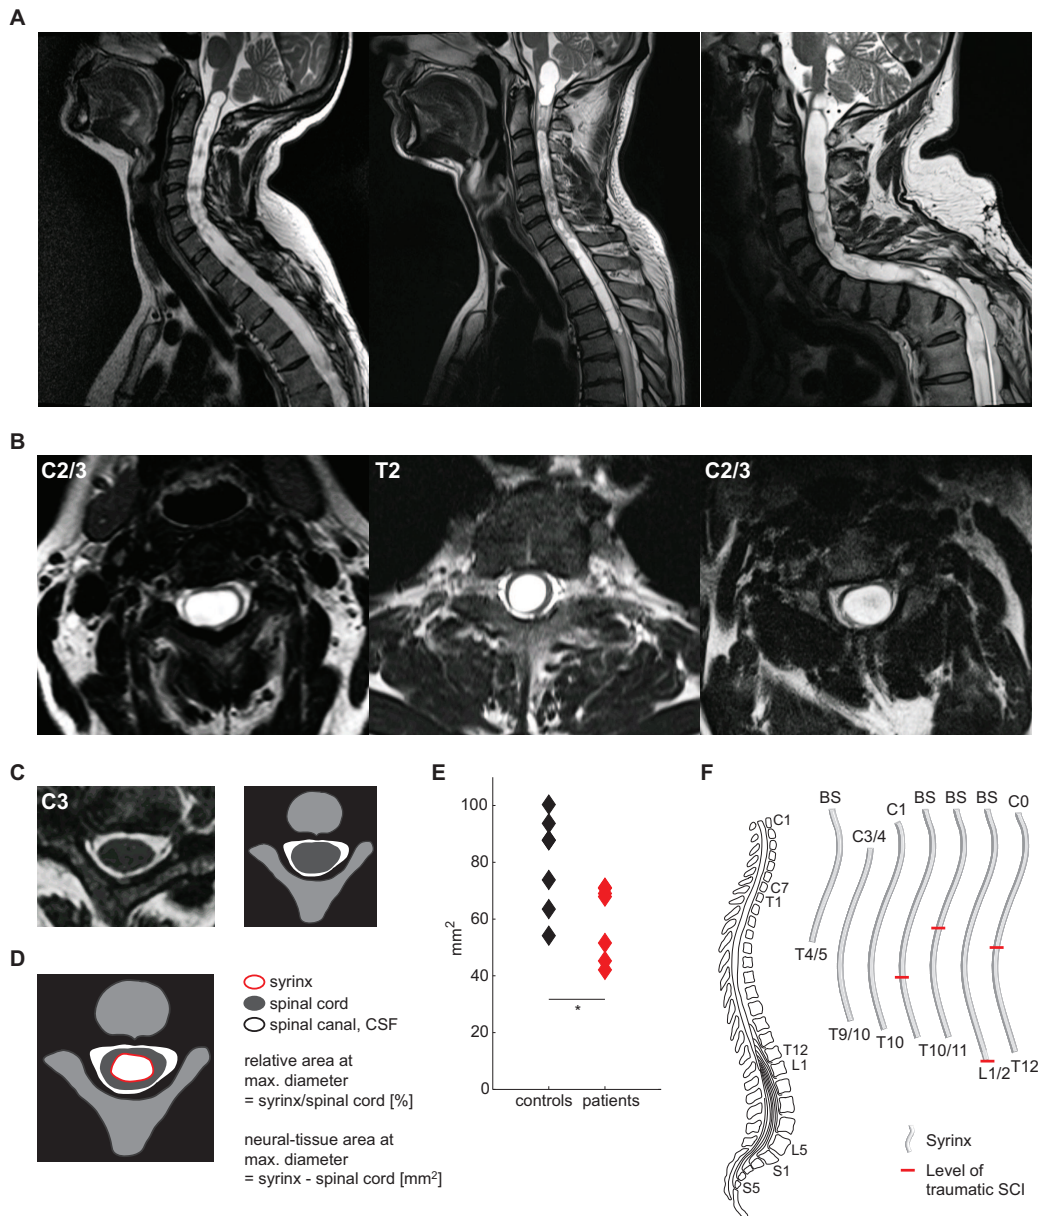 A
B
C2/3
T2
C2/3
C
C3
D
syrinx
spinal cord
spinal canal, CSF
relative area at
max. diameter
= syrinx/spinal cord [%]
neural-tissue area at
max. diameter
= syrinx - spinal cord [mm²]
E
100
80
60
40
20
0
mm²
*
controls patients
F
C1
C7
T1
T12
L1
L5
S1
S5
BS
C3/4
C1
BS
BS
BS
C0
T4/5
T9/10
T10
T10/11
L1/2
T12
Syrinx
Level of
traumatic SCI